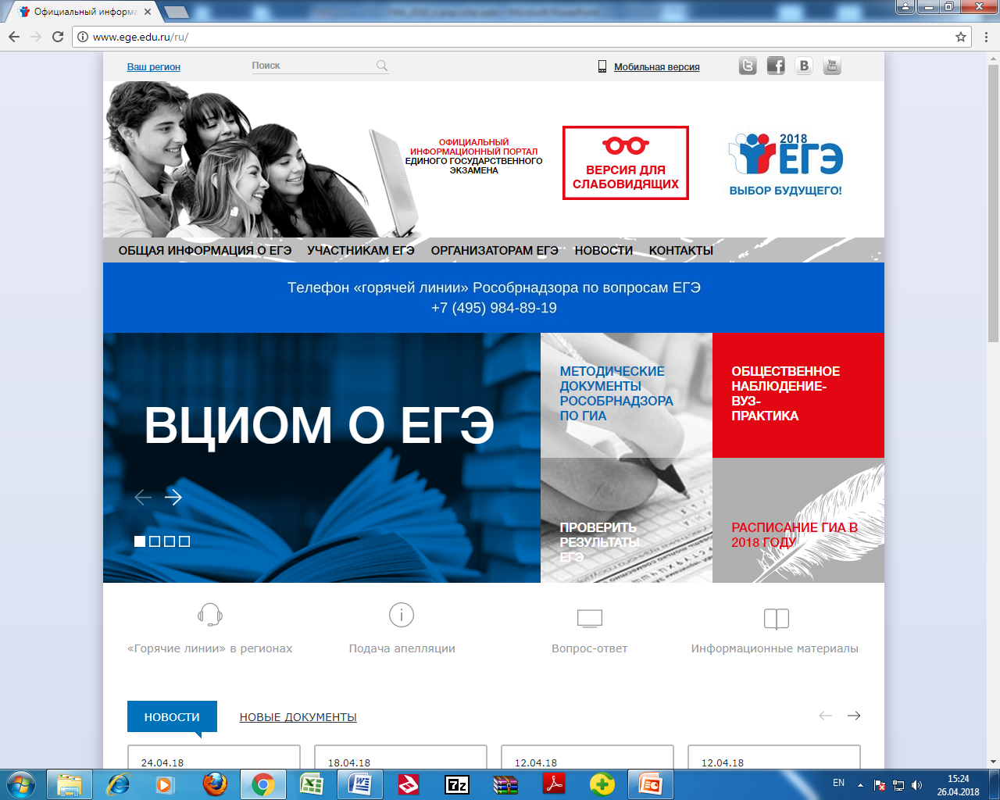 Официальный информа
www.ege.edu.ru/ru/
Ваш регион
Поиск
Мобильная версия
ОФИЦИАЛЬНЫЙ
ИНФОРМАЦИОННЫЙ ПОРТАЛ
ЕДИНОГО ГОСУДАРСТВЕННОГО
ЭКЗАМЕНА
ВЕРСИЯ ДЛЯ
СЛАБОВИДЯЩИХ
2018
ЕГЭ
ВЫБОР БУДУЩЕГО!
ОБЩАЯ ИНФОРМАЦИЯ О ЕГЭ УЧАСТНИКАМ ЕГЭ ОРГАНИЗАТОРАМ ЕГЭ НОВОСТИ КОНТАКТЫ
Телефон «горячей линии» Рособрнадзора по вопросам ЕГЭ
+7 (495) 984-89-19
ВЦИОМ О ЕГЭ
МЕТОДИЧЕСКИЕ
ДОКУМЕНТЫ
РОСОБРНАДЗОРА
ПО ГИА
ОБЩЕСТВЕННОЕ
НАБЛЮДЕНИЕ-
ВУЗ-
ПРАКТИКА
ПРОВЕРИТЬ
РЕЗУЛЬТАТЫ
ЕГЭ
РАСПИСАНИЕ ГИА В
2018 ГОДУ
«Горячие линии» в регионах
Подача апелляции
Вопрос-ответ
Информационные материалы
НОВОСТИ
НОВЫЕ ДОКУМЕНТЫ
24.04.18
18.04.18
12.04.18
12.04.18
EN
15:24
26.04.2018